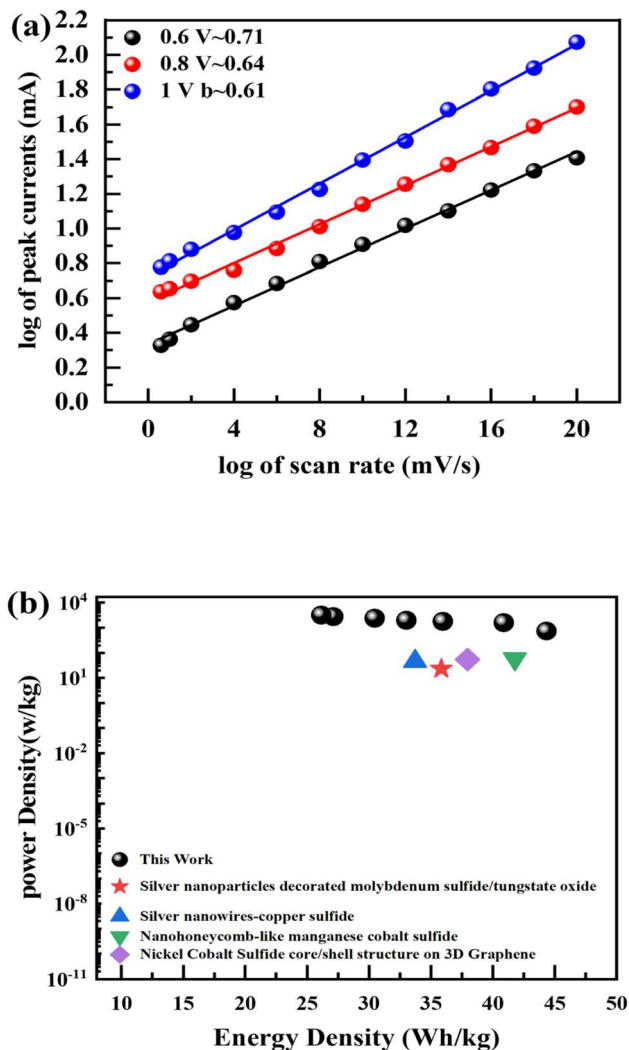 (a)
2.2
2.0
1.8
1.6
1.4
1.2
1.0
0.8
0.6
0.4
0.2
0.0
log of peak currents (mA)
0.6 V~0.71
0.8 V~0.64
1 V b~0.61
0 4 8 12 16 20
log of scan rate (mV/s)
(b)
10^4
10^1
10^-2
10^-5
10^-8
10^-11
power Density(w/kg)
This Work
Silver nanoparticles decorated molybdenum sulfide/tungstate oxide
Silver nanowires-copper sulfide
Nanohoneycomb-like manganese cobalt sulfide
Nickel Cobalt Sulfide core/shell structure on 3D Graphene
10 15 20 25 30 35 40 45 50
Energy Density (Wh/kg)